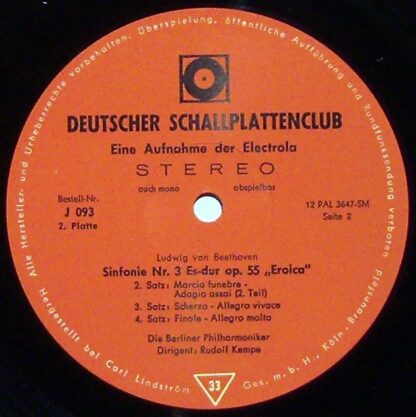 Alle Hersteller- und Urheberrechte vorbehalten. Überspielung, öffentliche Aufführung und Rundfunksendung verboten
DEUTSCHER SCHALLPLATTENCLUB
Eine Aufnahme der Electrola
STEREO
auch mono abspielbar
Bestell-Nr.
J 093
2. Platte
12 PAL 3647-SM
Seite 2
Ludwig van Beethoven
Sinfonie Nr. 3 Es-dur op. 55 „Eroica"
2. Satz: Marcia funebre -
Adagio assai (2. Teil)
3. Satz: Scherzo - Allegro vivace
4. Satz: Finale - Allegro molto
Die Berliner Philharmoniker
Dirigent: Rudolf Kempe
33
Hergestellt bei Carl Lindström Ges. m. b. H., Köln-Braunsfeld